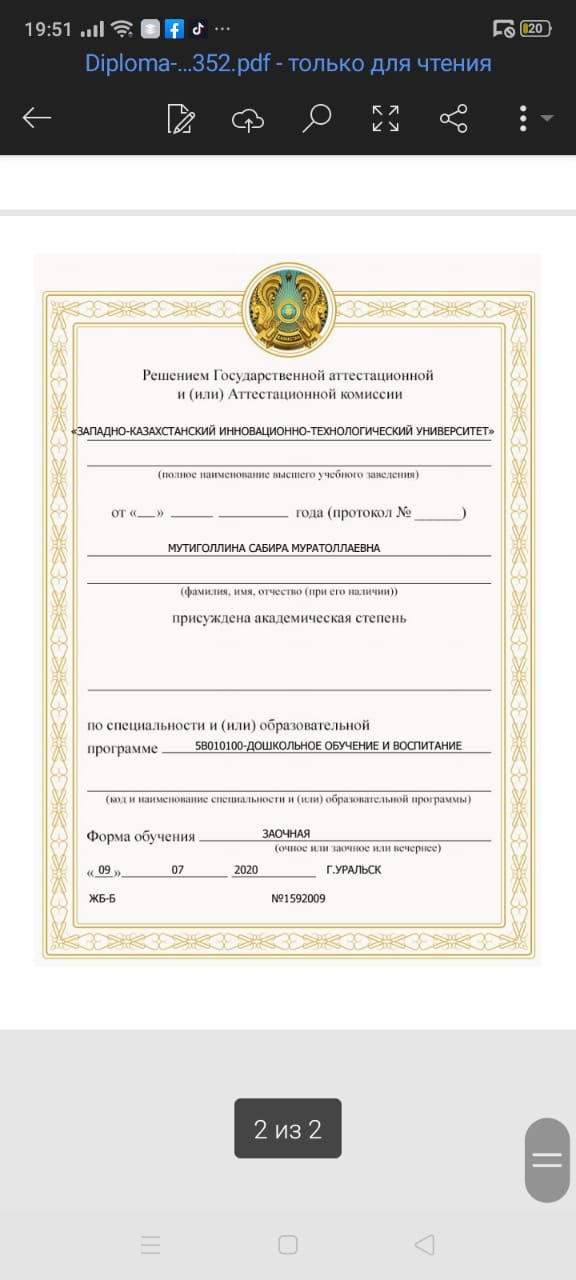 19:51
20
Diploma-...352.pdf - только для чтения
Решением Государственной аттестационной
и (или) Аттестационной комиссии
«ЗАПАДНО-КАЗАХСТАНСКИЙ ИННОВАЦИОННО-ТЕХНОЛОГИЧЕСКИЙ УНИВЕРСИТЕТ»
(полное наименование высшего учебного заведения)
от «__» ______ __________ года (протокол № _______)
МУТИГОЛЛИНА САБИРА МУРАТОЛЛАЕВНА
(фамилия, имя, отчество (при его наличии))
присуждена академическая степень
по специальности и (или) образовательной
программе 5В010100-ДОШКОЛЬНОЕ ОБУЧЕНИЕ И ВОСПИТАНИЕ
(код и наименование специальности и (или) образовательной программы)
Форма обучения ЗАОЧНАЯ
(очное или заочное или вечернее)
«09» 07 2020 Г.УРАЛЬСК
ЖБ-Б №1592009
2 из 2